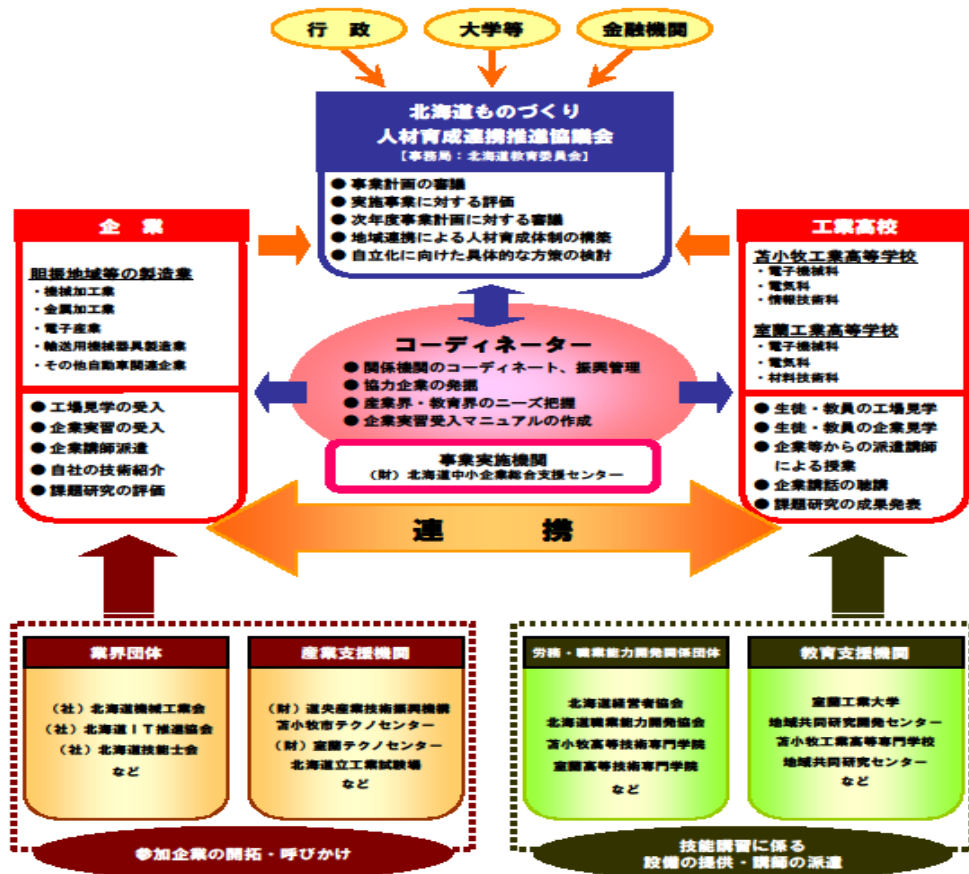 行　政
大学等
金融機関
北海道ものづくり
人材育成連携推進協議会
［事務局：北海道教育委員会］
● 事業計画の審議
● 実施事業に対する評価
● 次年度事業計画に対する審議
● 地域連携による人材育成体制の構築
● 自立化に向けた具体的な方策の検討
企　業
胆振地域等の製造業
・機械加工業
・金属加工業
・電子産業
・輸送用機械器具製造業
・その他自動車関連企業
● 工場見学の受入
● 企業実習の受入
● 企業講師派遣
● 自社の技術紹介
● 課題研究の評価
コーディネーター
● 関係機関のコーディネート、振興管理
● 協力企業の発掘
● 産業界・教育界のニーズ把握
● 企業実習受入マニュアルの作成
事業実施機関
（財）北海道中小企業総合支援センター
工業高校
苫小牧工業高等学校
・電子機械科
・電気科
・情報技術科
室蘭工業高等学校
・電子機械科
・電気科
・材料技術科
● 生徒・教員の工場見学
● 生徒・教員の企業見学
● 企業等からの派遣講師
による授業
● 企業講話の聴講
● 課題研究の成果発表
連　携
業界団体
（社）北海道機械工業会
（社）北海道ＩＴ推進協会
（社）北海道技能士会
など
産業支援機関
（財）道央産業技術振興機構
苫小牧市テクノセンター
（財）室蘭テクノセンター
北海道立工業試験場
など
参加企業の開拓・呼びかけ
労務・職業能力開発関係団体
北海道経営者協会
北海道職業能力開発協会
苫小牧高等技術専門学院
室蘭高等技術専門学院
など
教育支援機関
室蘭工業大学
地域共同研究開発センター
苫小牧工業高等専門学校
地域共同研究センター
など
技能講習に係る
設備の提供・講師の派遣